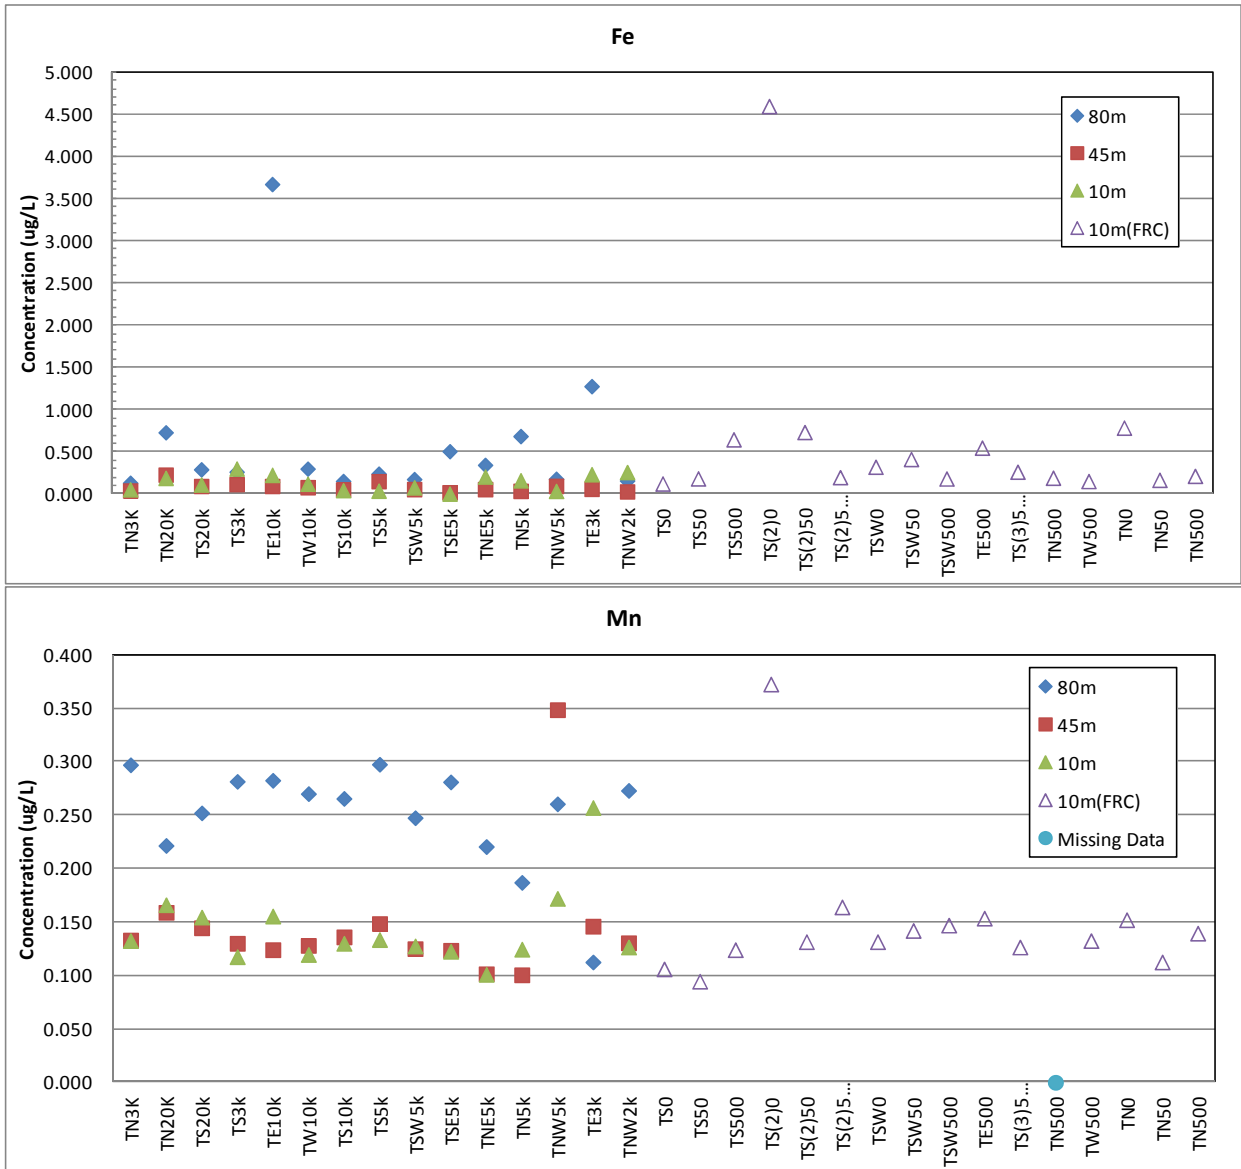 Fe
Concentration (ug/L)
5.000
4.500
4.000
3.500
3.000
2.500
2.000
1.500
1.000
0.500
0.000
80m
45m
10m
10m(FRC)
TN3K
TN20K
TS20k
TS3k
TE10k
TW10k
TS10k
TS5k
TSW5k
TSE5k
TNE5k
TN5k
TNW5k
TE3k
TNW2k
TS0
TS50
TS500
TS(2)0
TS(2)50
TS(2)5...
TSW0
TSW50
TSW500
TE500
TS(3)5...
TN500
TW500
TN0
TN50
TN500
Mn
Concentration (ug/L)
0.400
0.350
0.300
0.250
0.200
0.150
0.100
0.050
0.000
80m
45m
10m
10m(FRC)
Missing Data
TN3K
TN20K
TS20k
TS3k
TE10k
TW10k
TS10k
TS5k
TSW5k
TSE5k
TNE5k
TN5k
TNW5k
TE3k
TNW2k
TS0
TS50
TS500
TS(2)0
TS(2)50
TS(2)5...
TSW0
TSW50
TSW500
TE500
TS(3)5...
TN500
TW500
TN0
TN50
TN500